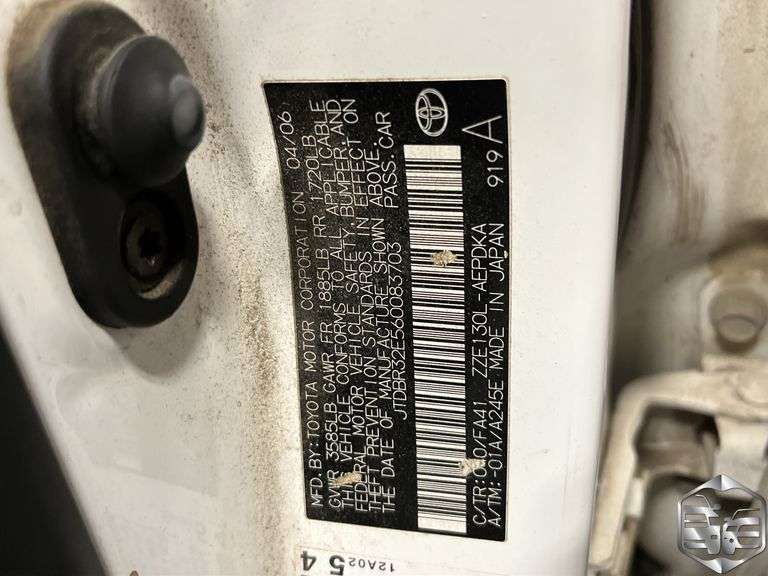 MFD.BY:TOYOTA MOTOR CORPORATION 04/06
GVWR 3585LB GAWR FR 1885LB RR 1720LB
THIS VEHICLE CONFORMS TO ALL APPLICABLE
FEDERAL MOTOR VEHICLE SAFETY,BUMPER,AND
THEFT PREVENTION STANDARDS IN EFFECT ON
THE DATE OF MANUFACTURE SHOWN ABOVE.
JTDBR32E560083703 PASS.CAR
C/TR:040/FA41 ZZE130L-AEPDKA
A/TM:-01A/A245E MADE IN JAPAN 919 A
12A02
54